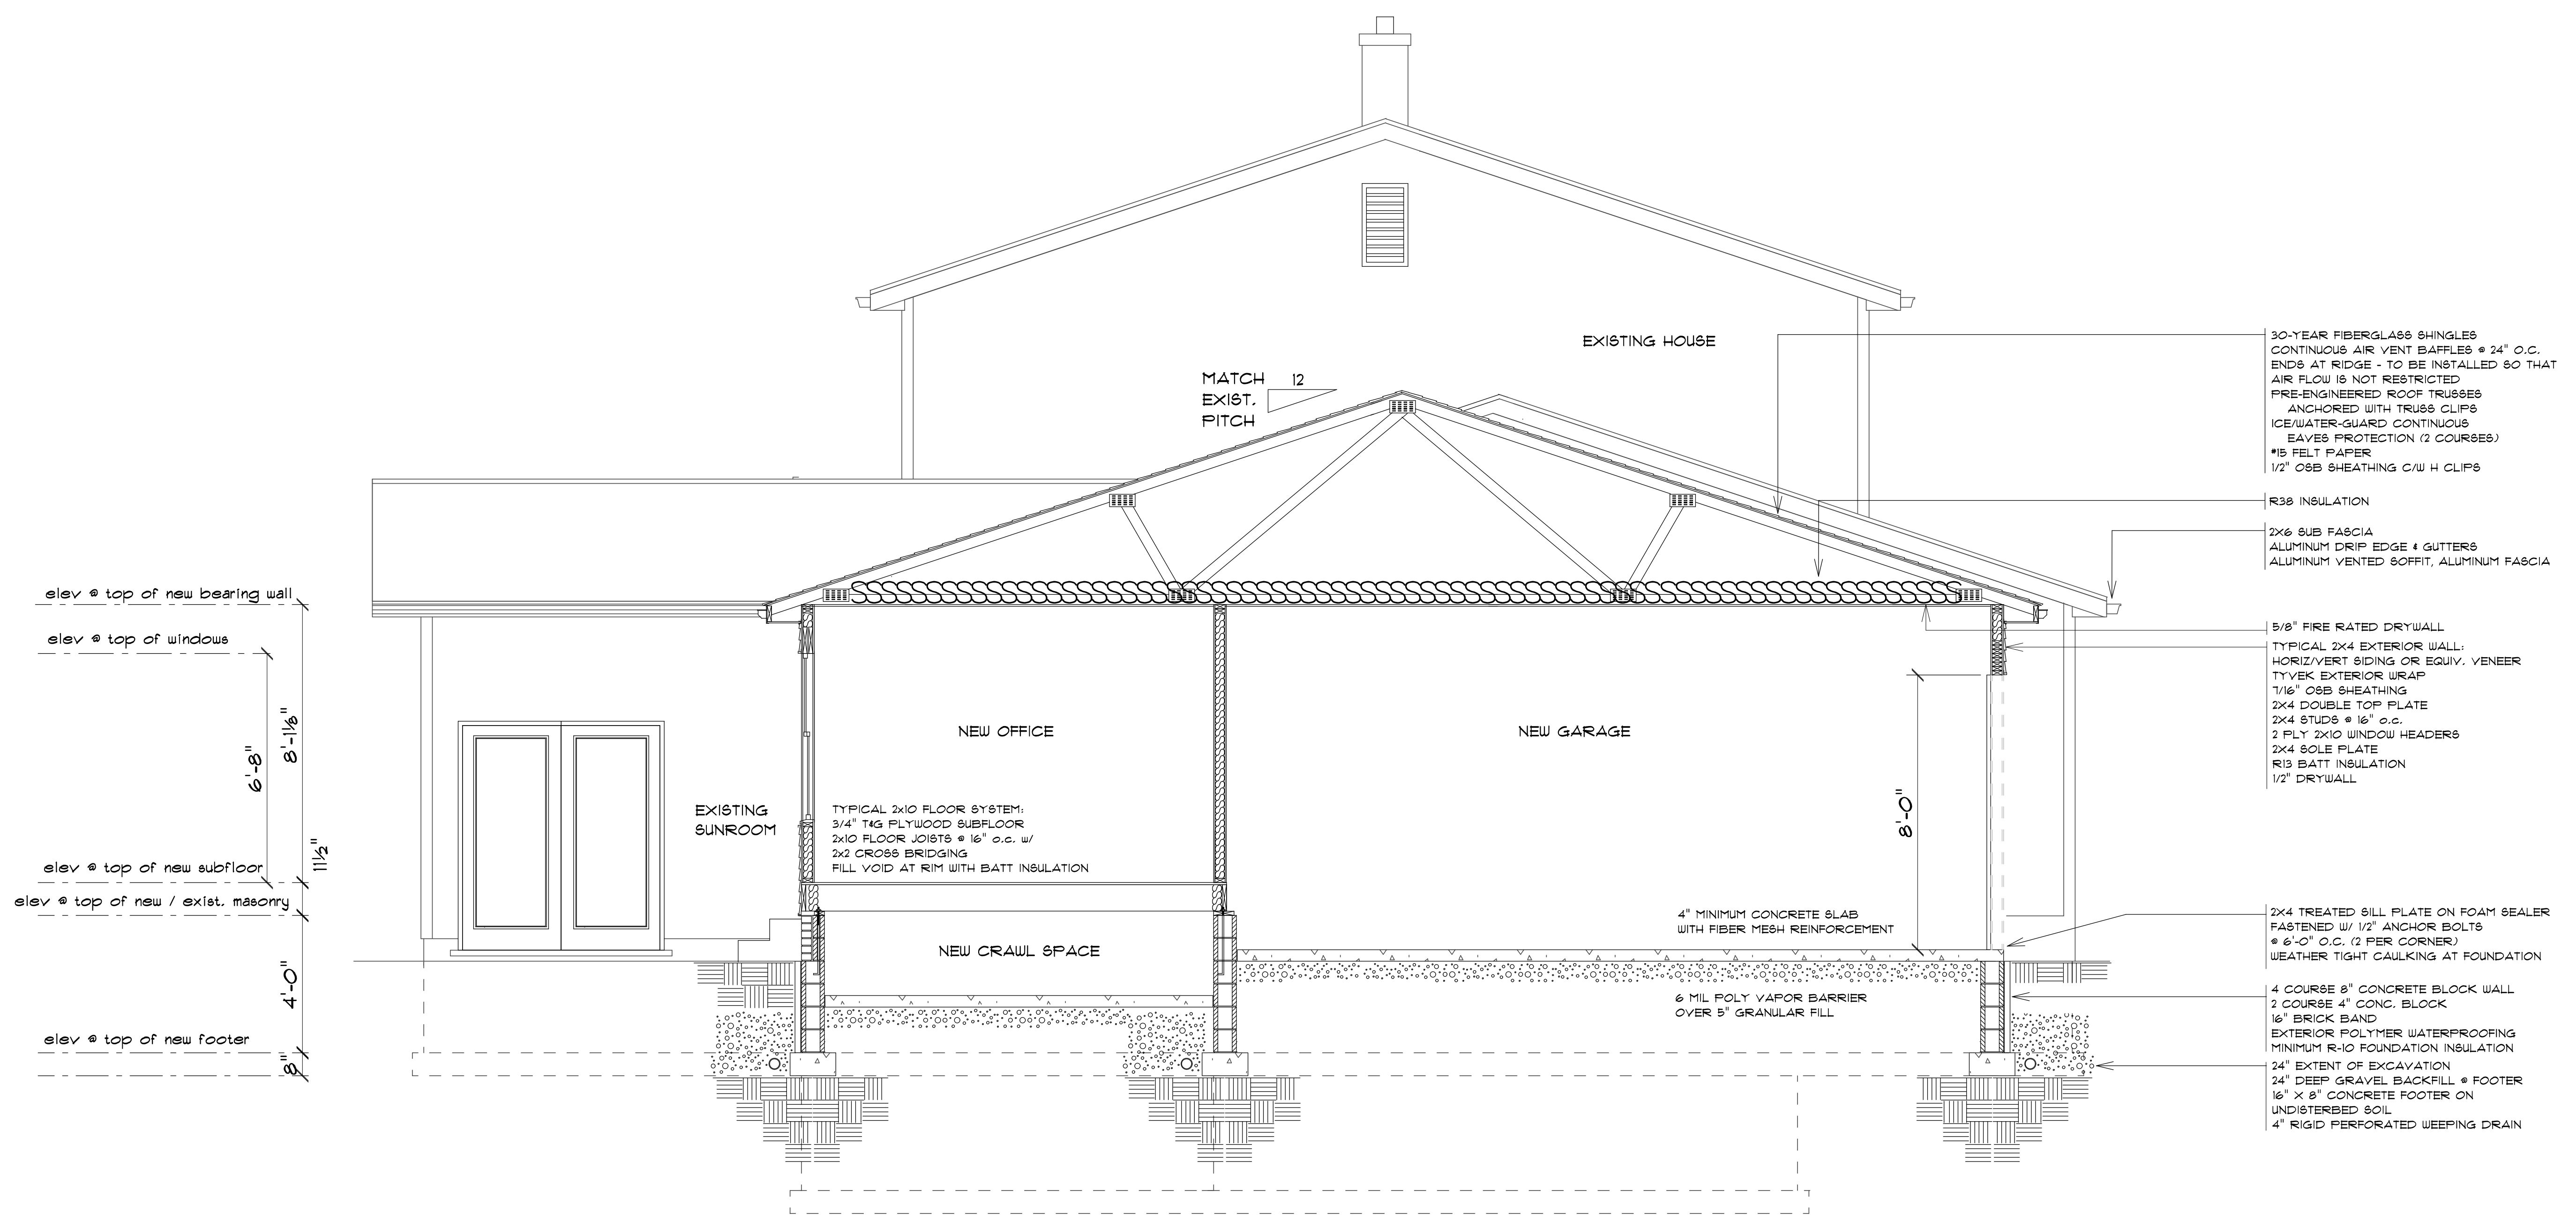 EXISTING HOUSE
MATCH
EXIST.
PITCH
12
30-YEAR FIBERGLASS SHINGLES
CONTINUOUS AIR VENT BAFFLES @ 24" O.C.
ENDS AT RIDGE - TO BE INSTALLED SO THAT
AIR FLOW IS NOT RESTRICTED
PRE-ENGINEERED ROOF TRUSSES
ANCHORED WITH TRUSS CLIPS
ICE/WATER-GUARD CONTINUOUS
EAVES PROTECTION (2 COURSES)
#15 FELT PAPER
1/2" OSB SHEATHING C/W H CLIPS
R38 INSULATION
2X6 SUB FASCIA
ALUMINUM DRIP EDGE & GUTTERS
ALUMINUM VENTED SOFFIT, ALUMINUM FASCIA
5/8" FIRE RATED DRYWALL
TYPICAL 2X4 EXTERIOR WALL:
HORIZ/VERT SIDING OR EQUIV. VENEER
TYVEK EXTERIOR WRAP
7/16" OSB SHEATHING
2X4 DOUBLE TOP PLATE
2X4 STUDS @ 16" o.c.
2 PLY 2X10 WINDOW HEADERS
2X4 SOLE PLATE
R13 BATT INSULATION
1/2" DRYWALL
elev @ top of new bearing wall
elev @ top of windows
6'-8"
8'-1 1/8"
11 1/2"
elev @ top of new subfloor
elev @ top of new / exist. masonry
4'-0"
elev @ top of new footer
8"
EXISTING
SUNROOM
NEW OFFICE
NEW GARAGE
8'-0"
TYPICAL 2x10 FLOOR SYSTEM:
3/4" T&G PLYWOOD SUBFLOOR
2x10 FLOOR JOISTS @ 16" o.c. w/
2x2 CROSS BRIDGING
FILL VOID AT RIM WITH BATT INSULATION
NEW CRAWL SPACE
4" MINIMUM CONCRETE SLAB
WITH FIBER MESH REINFORCEMENT
6 MIL POLY VAPOR BARRIER
OVER 5" GRANULAR FILL
2X4 TREATED SILL PLATE ON FOAM SEALER
FASTENED W/ 1/2" ANCHOR BOLTS
@ 6'-0" O.C. (2 PER CORNER)
WEATHER TIGHT CAULKING AT FOUNDATION
4 COURSE 8" CONCRETE BLOCK WALL
2 COURSE 4" CONC. BLOCK
16" BRICK BAND
EXTERIOR POLYMER WATERPROOFING
MINIMUM R-10 FOUNDATION INSULATION
24" EXTENT OF EXCAVATION
24" DEEP GRAVEL BACKFILL @ FOOTER
16" X 8" CONCRETE FOOTER ON
UNDISTERBED SOIL
4" RIGID PERFORATED WEEPING DRAIN